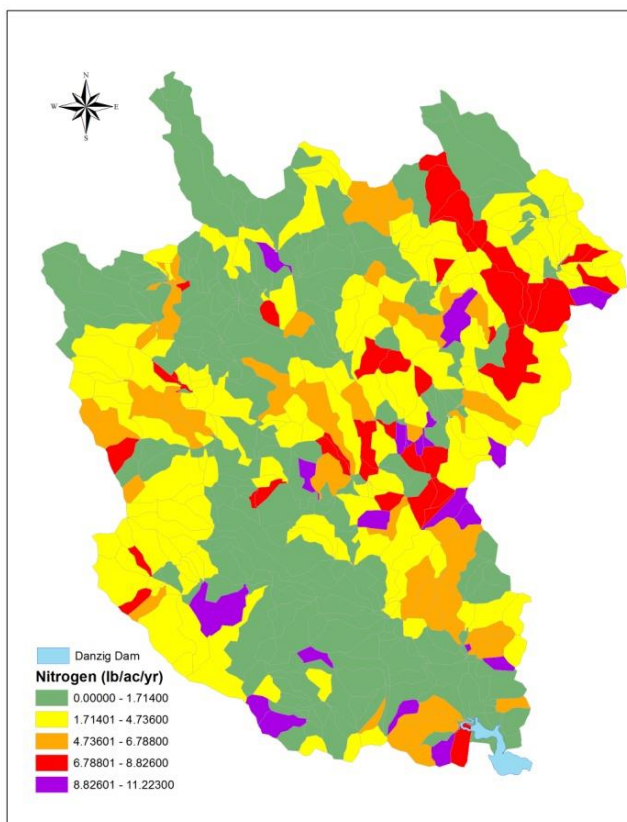 N
W E
S
Danzig Dam
Nitrogen (lb/ac/yr)
0.00000 - 1.71400
1.71401 - 4.73600
4.73601 - 6.78800
6.78801 - 8.82600
8.82601 - 11.22300